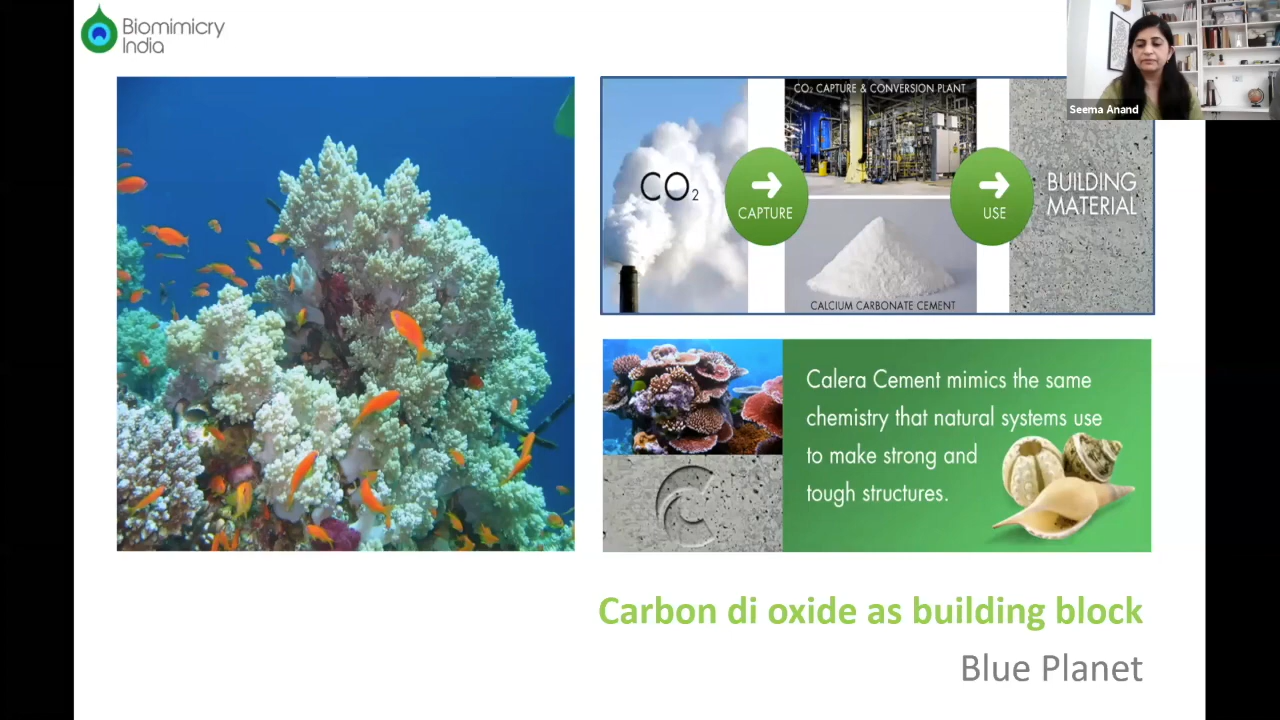 Biomimicry
India
Seema Anand
CO₂
CAPTURE
CO₂ CAPTURE & CONVERSION PLANT
CALCIUM CARBONATE CEMENT
USE
BUILDING
MATERIAL
Calera Cement mimics the same
chemistry that natural systems use
to make strong and
tough structures.
Carbon di oxide as building block
Blue Planet